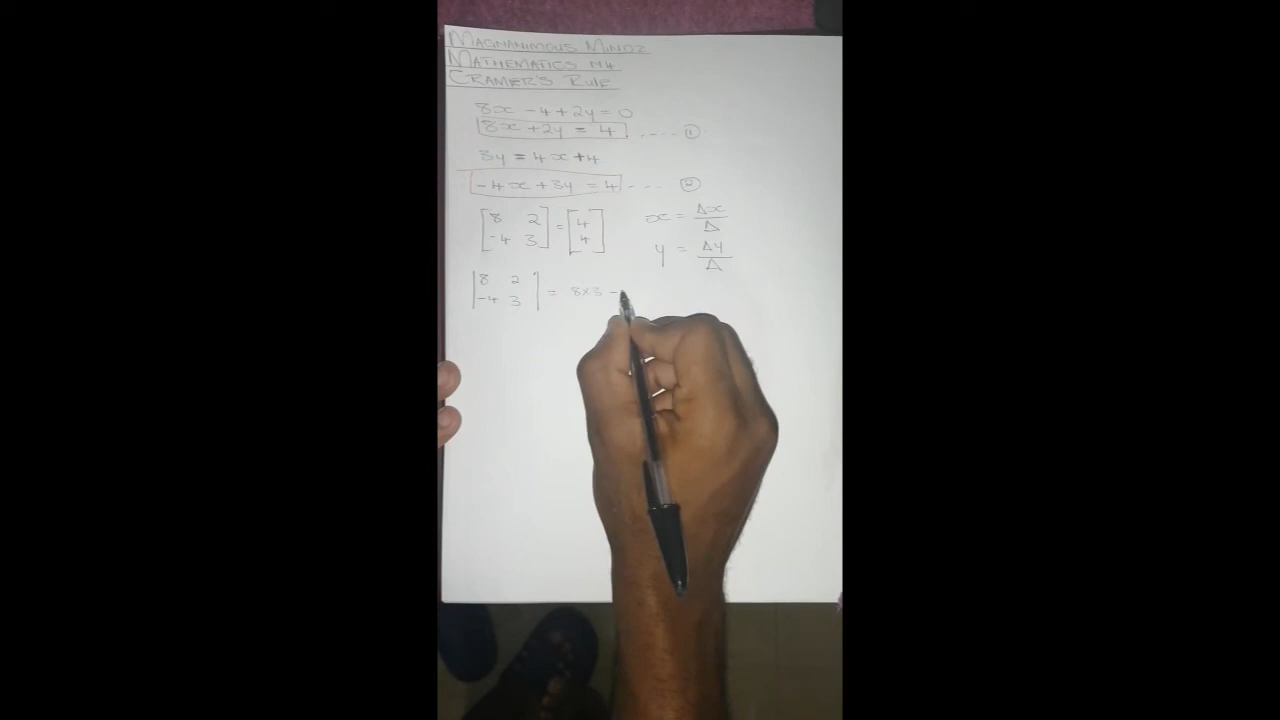 MAGNANIMOUS MINDZ
MATHEMATICS N4
CRAMER'S RULE
8x - 4 + 2y = 0
8x + 2y = 4 ..... ①
3y = 4x + 4
-4x + 3y = 4 ... ②
[8 2
-4 3] = [4
4]
x = Δx/Δ
y = Δy/Δ
|8 2
-4 3| = 8×3 -